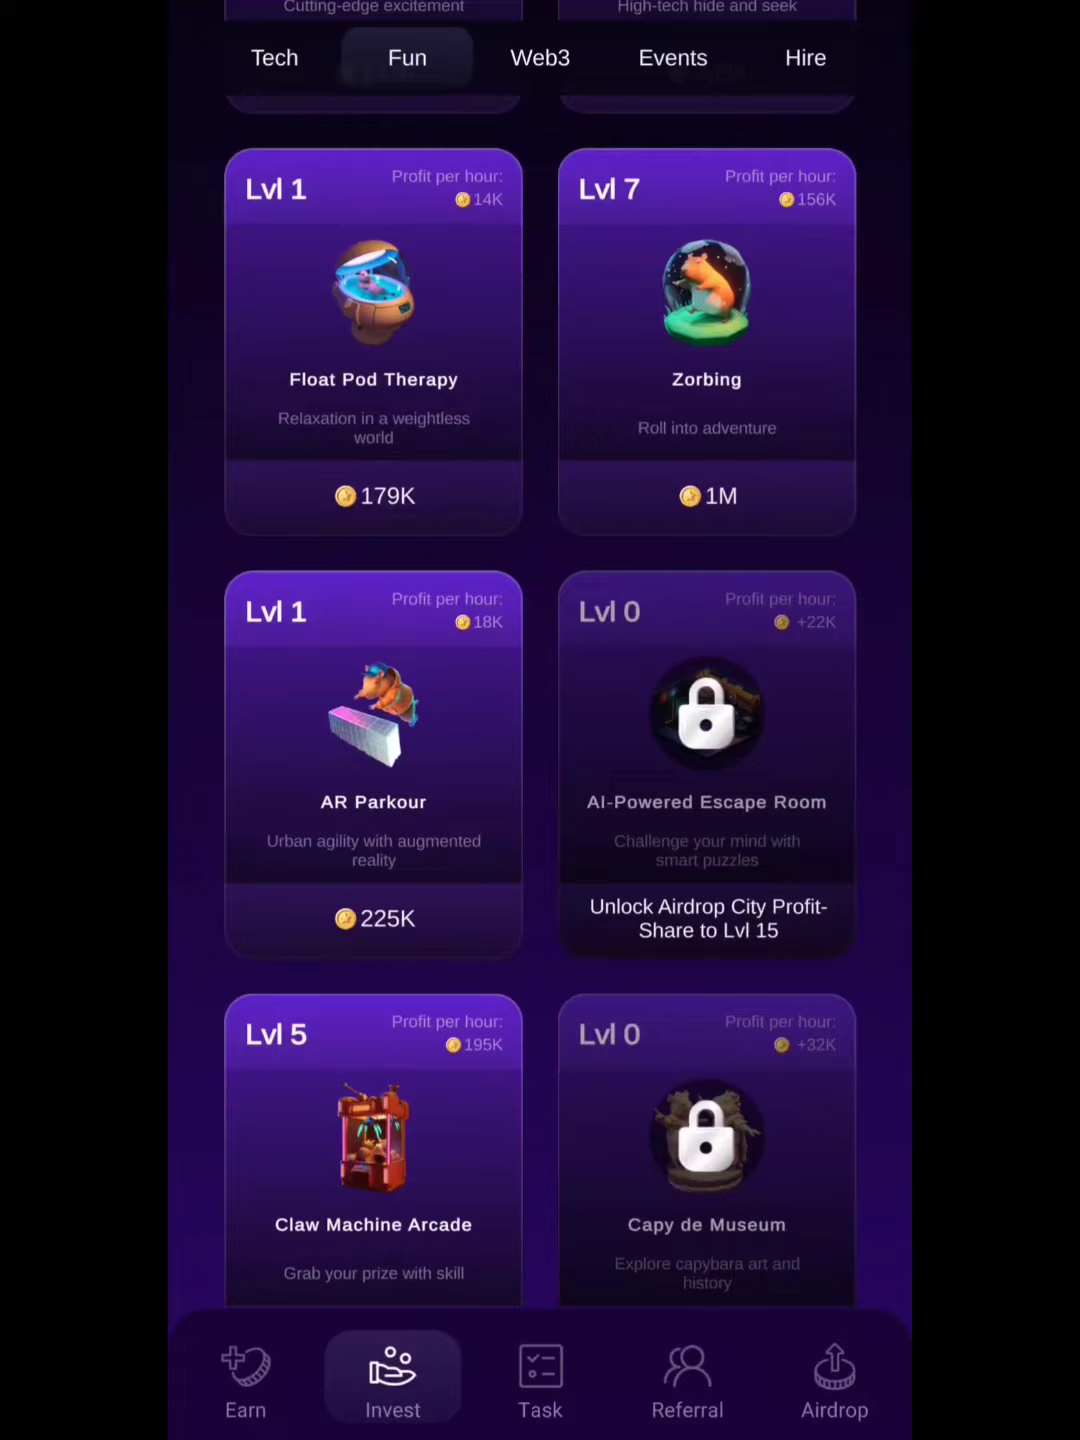 Cutting-edge excitement
High-tech hide and seek
Tech
Fun
Web3
Events
Hire
Lvl 1
Profit per hour:
14K
Float Pod Therapy
Relaxation in a weightless
world
179K
Lvl 7
Profit per hour:
156K
Zorbing
Roll into adventure
1M
Lvl 1
Profit per hour:
18K
AR Parkour
Urban agility with augmented
reality
225K
Lvl 0
Profit per hour:
+22K
AI-Powered Escape Room
Challenge your mind with
smart puzzles
Unlock Airdrop City Profit-
Share to Lvl 15
Lvl 5
Profit per hour:
195K
Claw Machine Arcade
Grab your prize with skill
Lvl 0
Profit per hour:
+32K
Capy de Museum
Explore capybara art and
history
Earn
Invest
Task
Referral
Airdrop